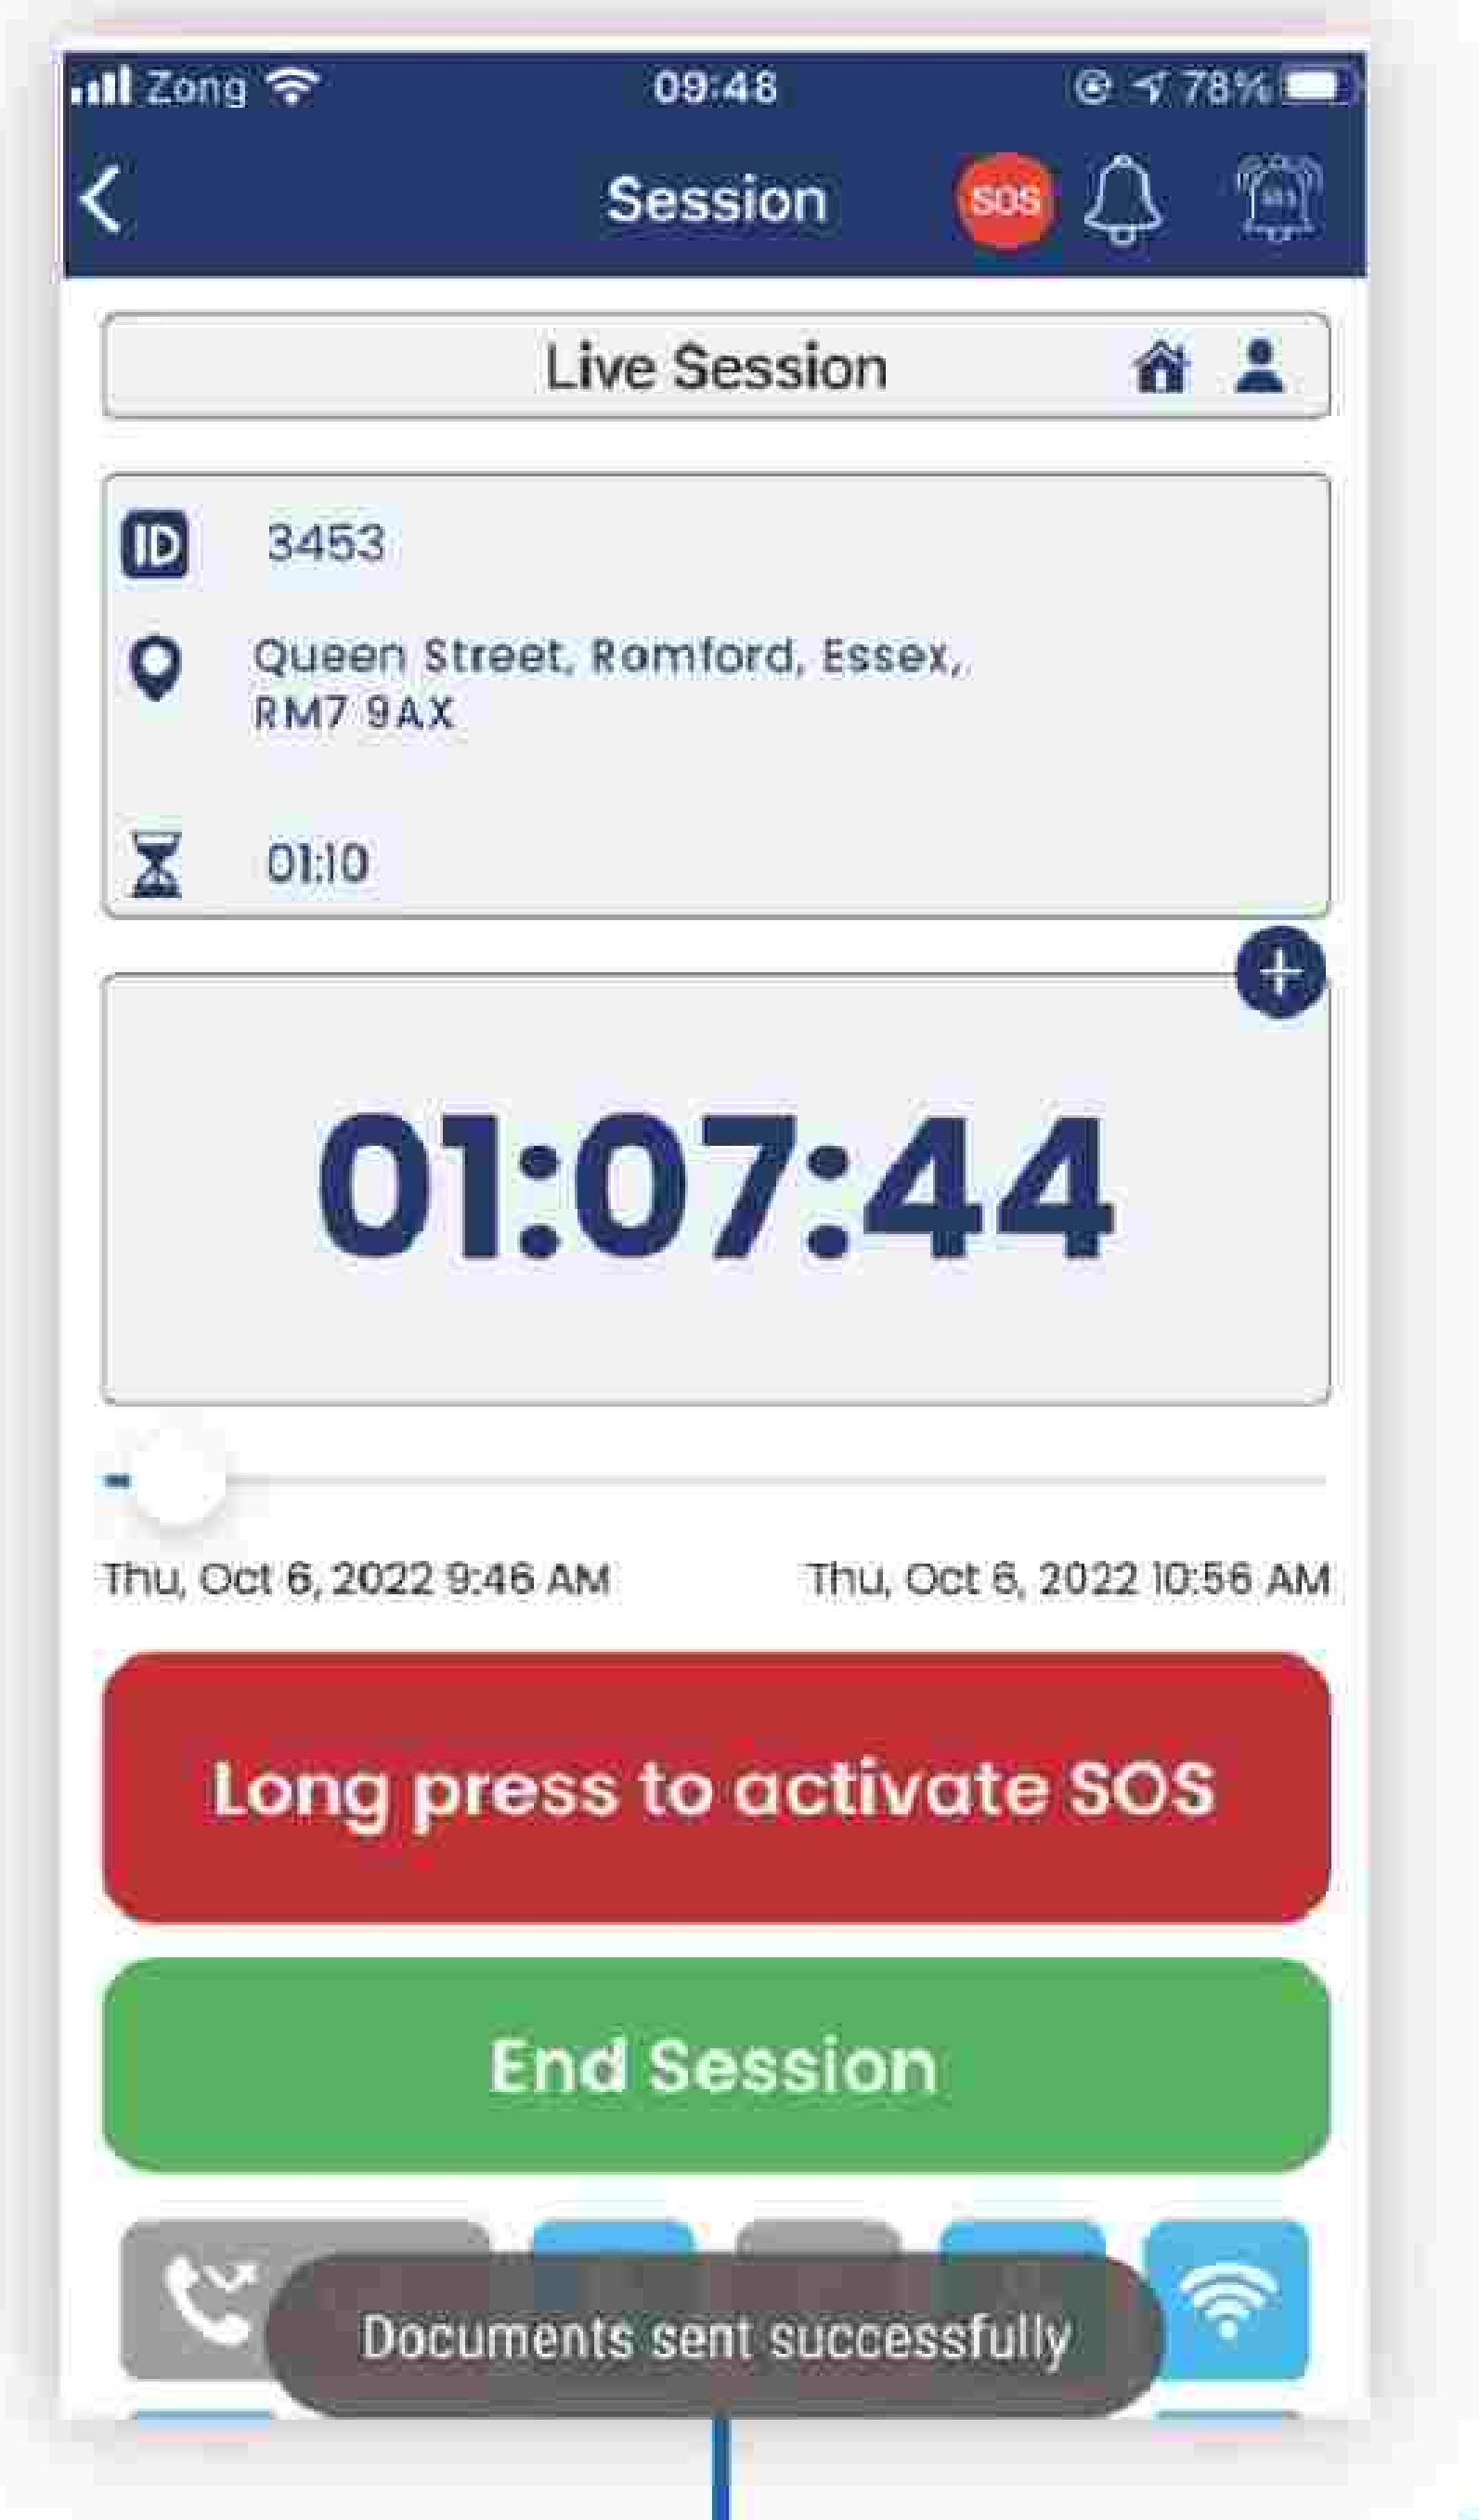 Zong 09:48 78%
Session SOS
Live Session
ID 3453
Queen Street, Romford, Essex,
RM7 9AX
01:10
01:07:44
Thu, Oct 6, 2022 9:46 AM Thu, Oct 6, 2022 10:56 AM
Long press to activate SOS
End Session
Documents sent successfully